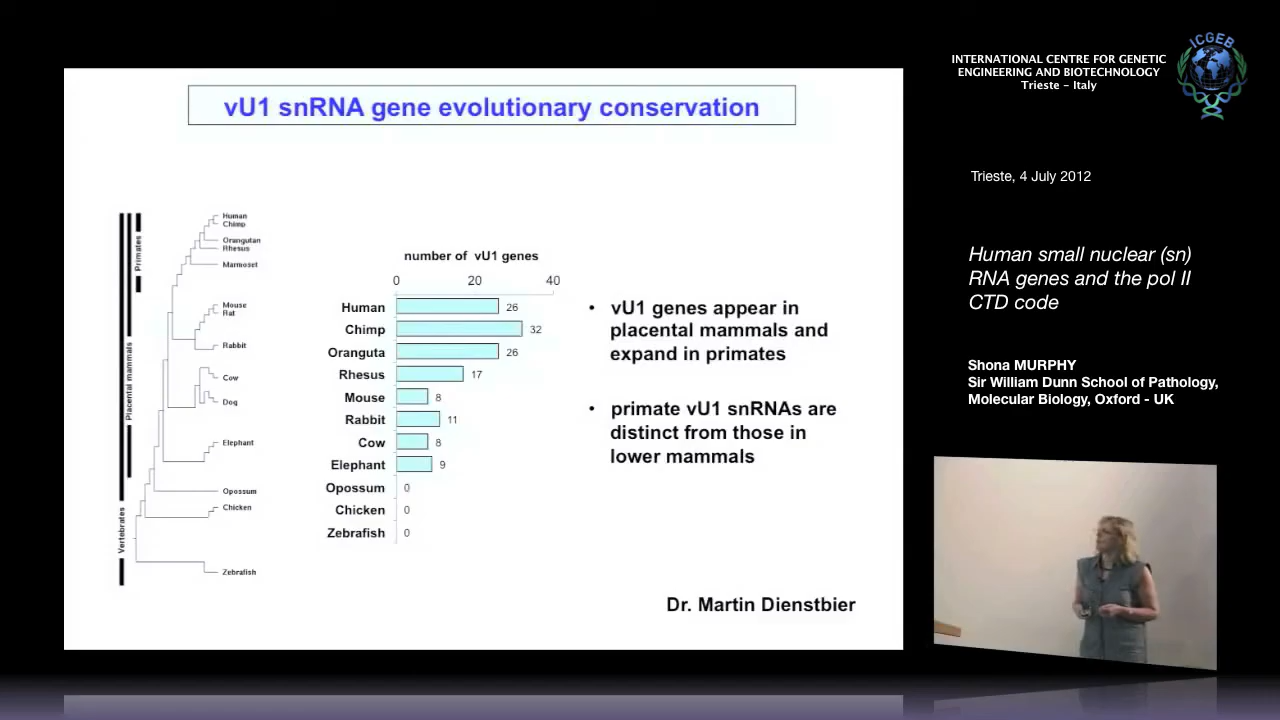 vU1 snRNA gene evolutionary conservation
Human
Chimp
Orangutan
Rhesus
Marmoset
Mouse
Rat
Rabbit
Cow
Dog
Elephant
Opossum
Chicken
Zebrafish
Primates
Placental mammals
Vertebrates
number of vU1 genes
0 20 40
Human 26
Chimp 32
Oranguta 26
Rhesus 17
Mouse 8
Rabbit 11
Cow 8
Elephant 9
Opossum 0
Chicken 0
Zebrafish 0
• vU1 genes appear in
placental mammals and
expand in primates
• primate vU1 snRNAs are
distinct from those in
lower mammals
Dr. Martin Dienstbier
INTERNATIONAL CENTRE FOR GENETIC
ENGINEERING AND BIOTECHNOLOGY
Trieste - Italy
ICGEB
Trieste, 4 July 2012
Human small nuclear (sn)
RNA genes and the pol II
CTD code
Shona MURPHY
Sir William Dunn School of Pathology,
Molecular Biology, Oxford - UK